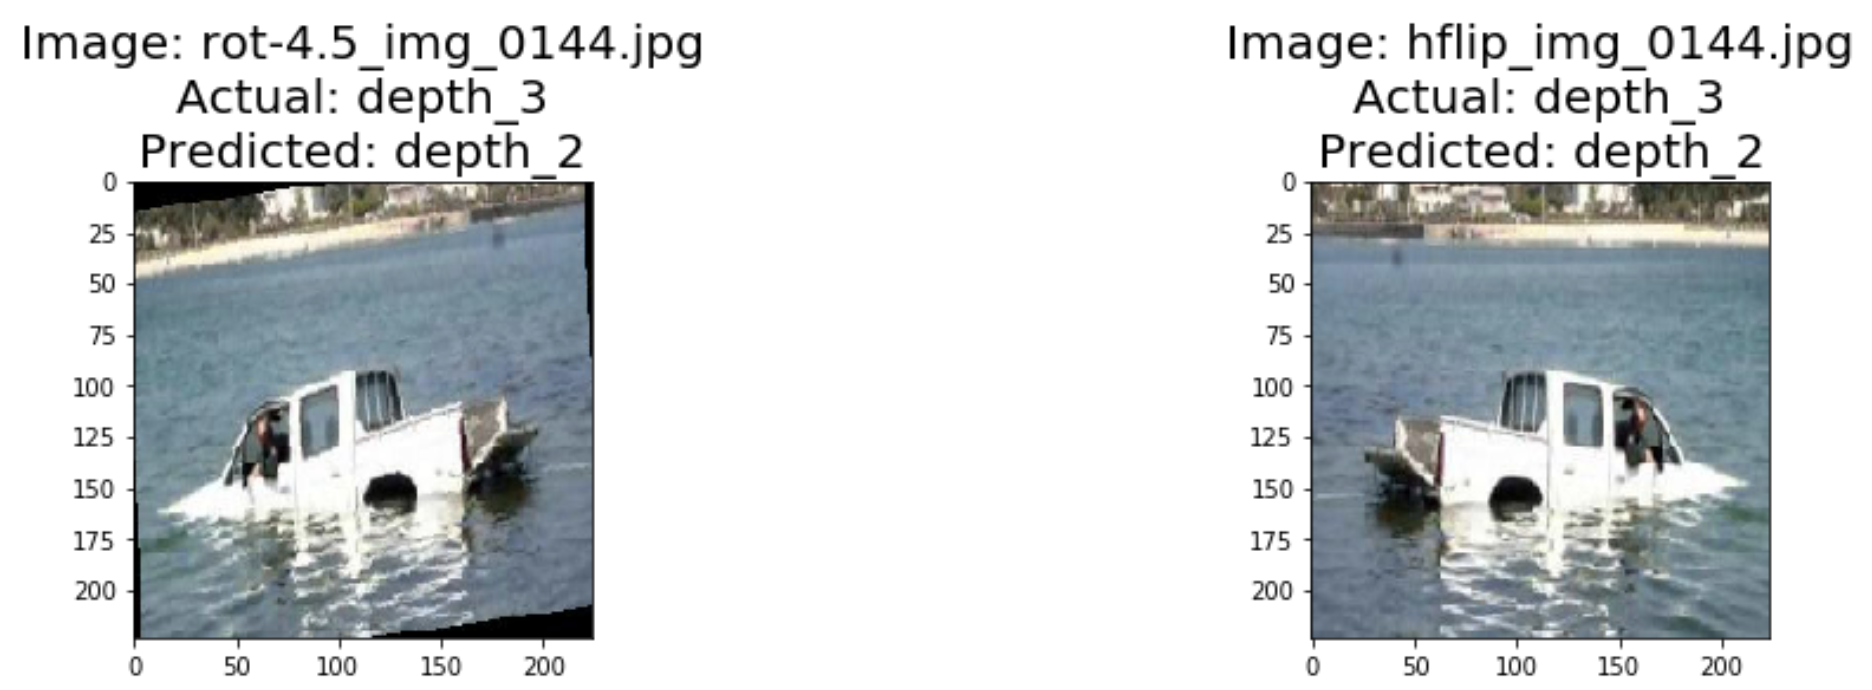 Image: rot-4.5_img_0144.jpg
Actual: depth_3
Predicted: depth_2
0
25
50
75
100
125
150
175
200
0 50 100 150 200
Image: hflip_img_0144.jpg
Actual: depth_3
Predicted: depth_2
0
25
50
75
100
125
150
175
200
0 50 100 150 200